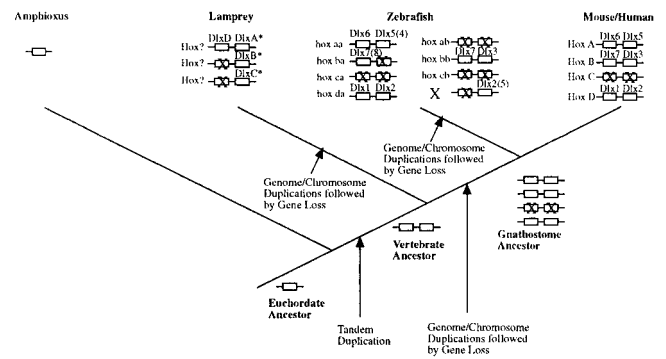 Amphioxus
Lamprey
DlxD DlxA*
Hox?
DlxB*
Hox?
DlxC*
Hox?
Zebrafish
Dlx6 Dlx5(4)
hox aa
Dlx7(8)
hox ba
hox ca
Dlx1 Dlx2
hox da
hox ab
Dlx7 Dlx3
hox bb
hox cb
Dlx2(5)
X
Mouse/Human
Dlx6 Dlx5
Hox A
Dlx7 Dlx3
Hox B
Hox C
Dlx1 Dlx2
Hox D
Genome/Chromosome
Duplications followed
by Gene Loss
Genome/Chromosome
Duplications followed
by Gene Loss
Gnathostome
Ancestor
Vertebrate
Ancestor
Euchordate
Ancestor
Tandem
Duplication
Genome/Chromosome
Duplications followed
by Gene Loss